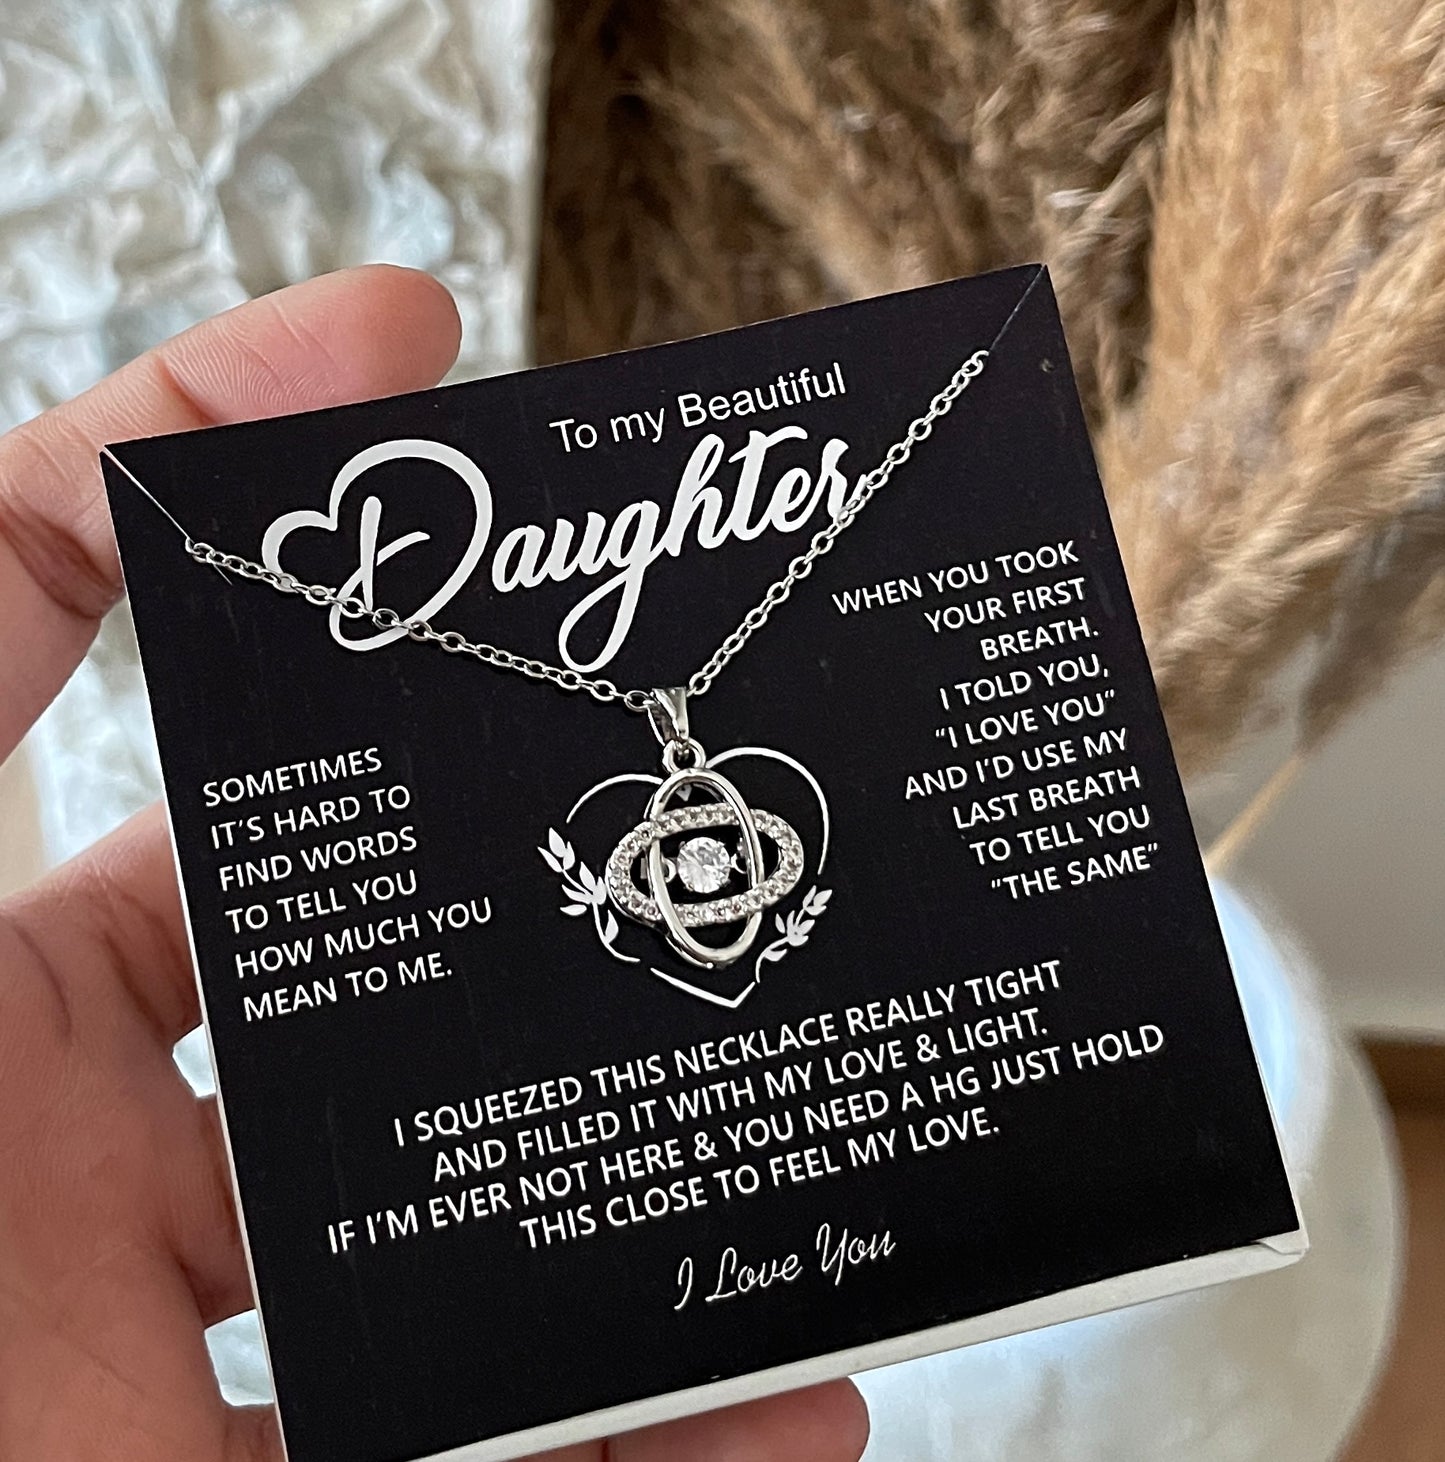 To my Beautiful
Daughter
SOMETIMES
IT'S HARD TO
FIND WORDS
TO TELL YOU
HOW MUCH YOU
MEAN TO ME.
WHEN YOU TOOK
YOUR FIRST
BREATH.
I TOLD YOU,
“I LOVE YOU”
AND I'D USE MY
LAST BREATH
TO TELL YOU
"THE SAME"
I SQUEEZED THIS NECKLACE REALLY TIGHT
AND FILLED IT WITH MY LOVE & LIGHT.
IF I'M EVER NOT HERE & YOU NEED A HG JUST HOLD
THIS CLOSE TO FEEL MY LOVE.
I Love You